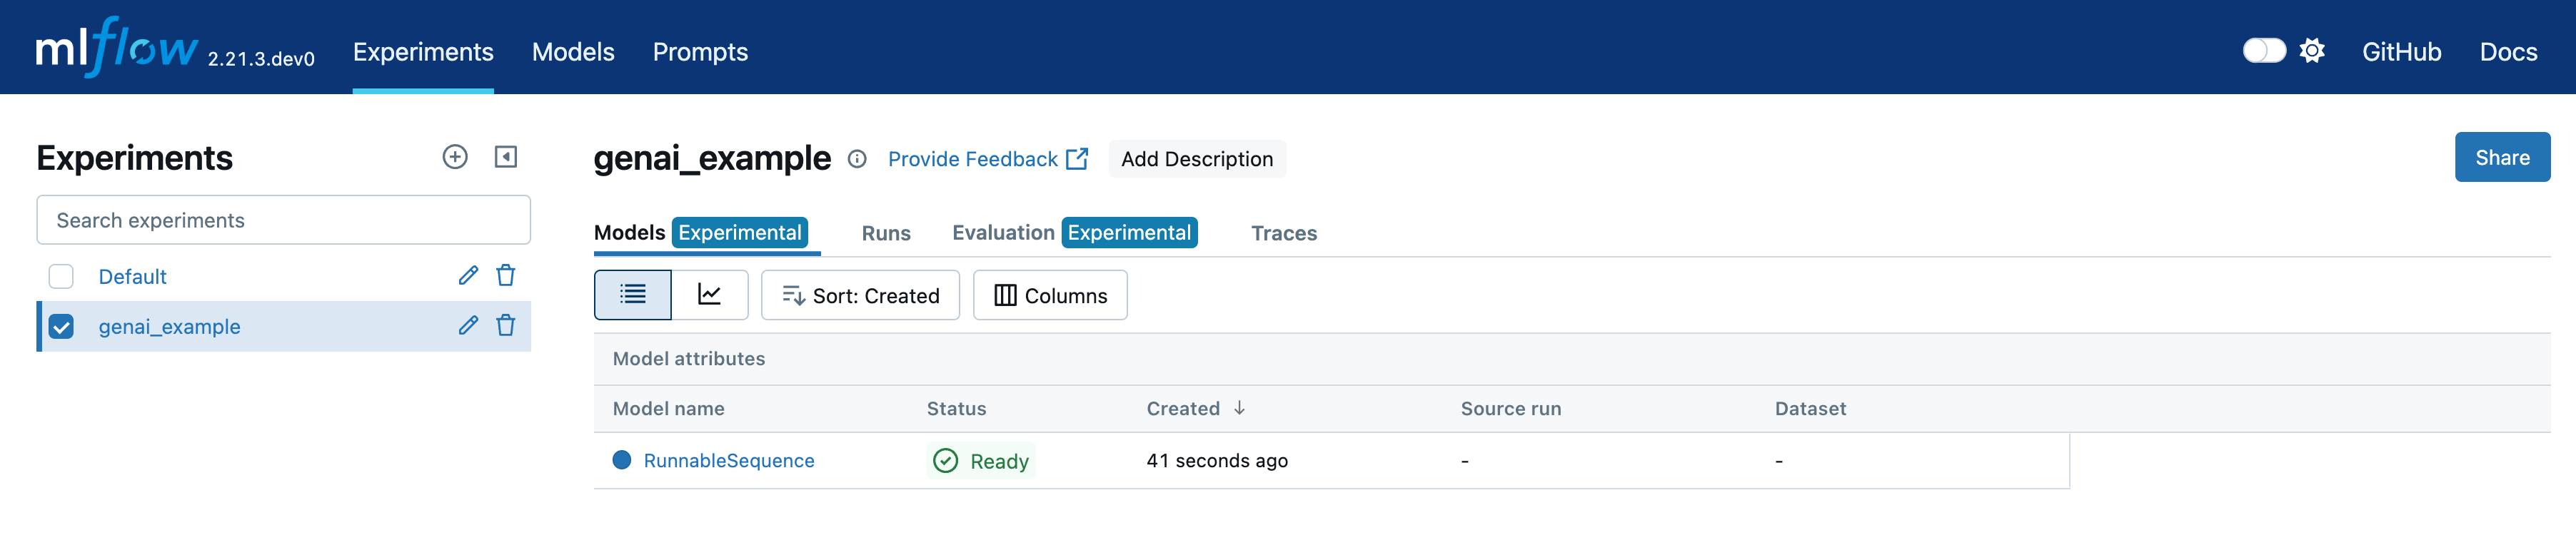 mlflow 2.21.3.dev0 Experiments Models Prompts GitHub Docs
Experiments
Search experiments
Default
genai_example
genai_example Provide Feedback Add Description Share
Models Experimental Runs Evaluation Experimental Traces
Sort: Created Columns
Model attributes
Model name Status Created Source run Dataset
RunnableSequence Ready 41 seconds ago - -